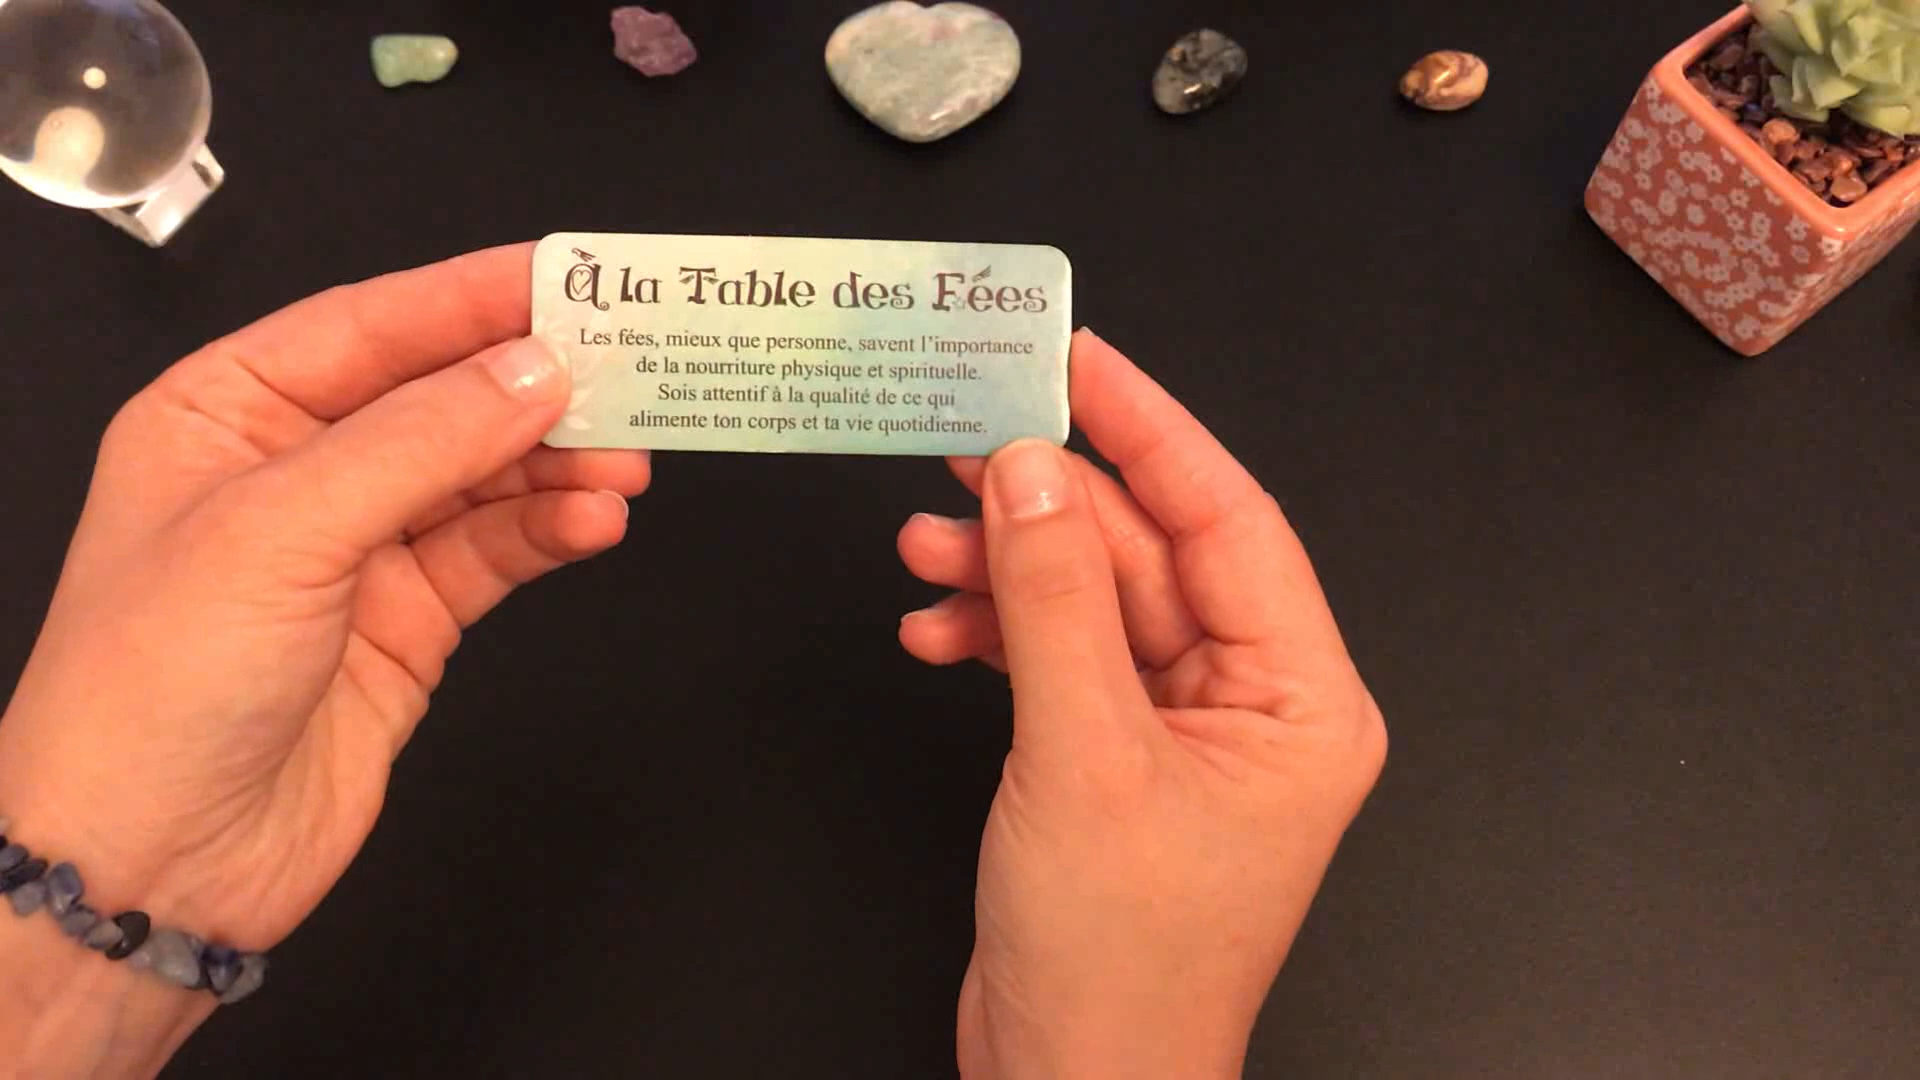 À la Table des Fées
Les fées, mieux que personne, savent l'importance
de la nourriture physique et spirituelle.
Sois attentif à la qualité de ce qui
alimente ton corps et ta vie quotidienne.